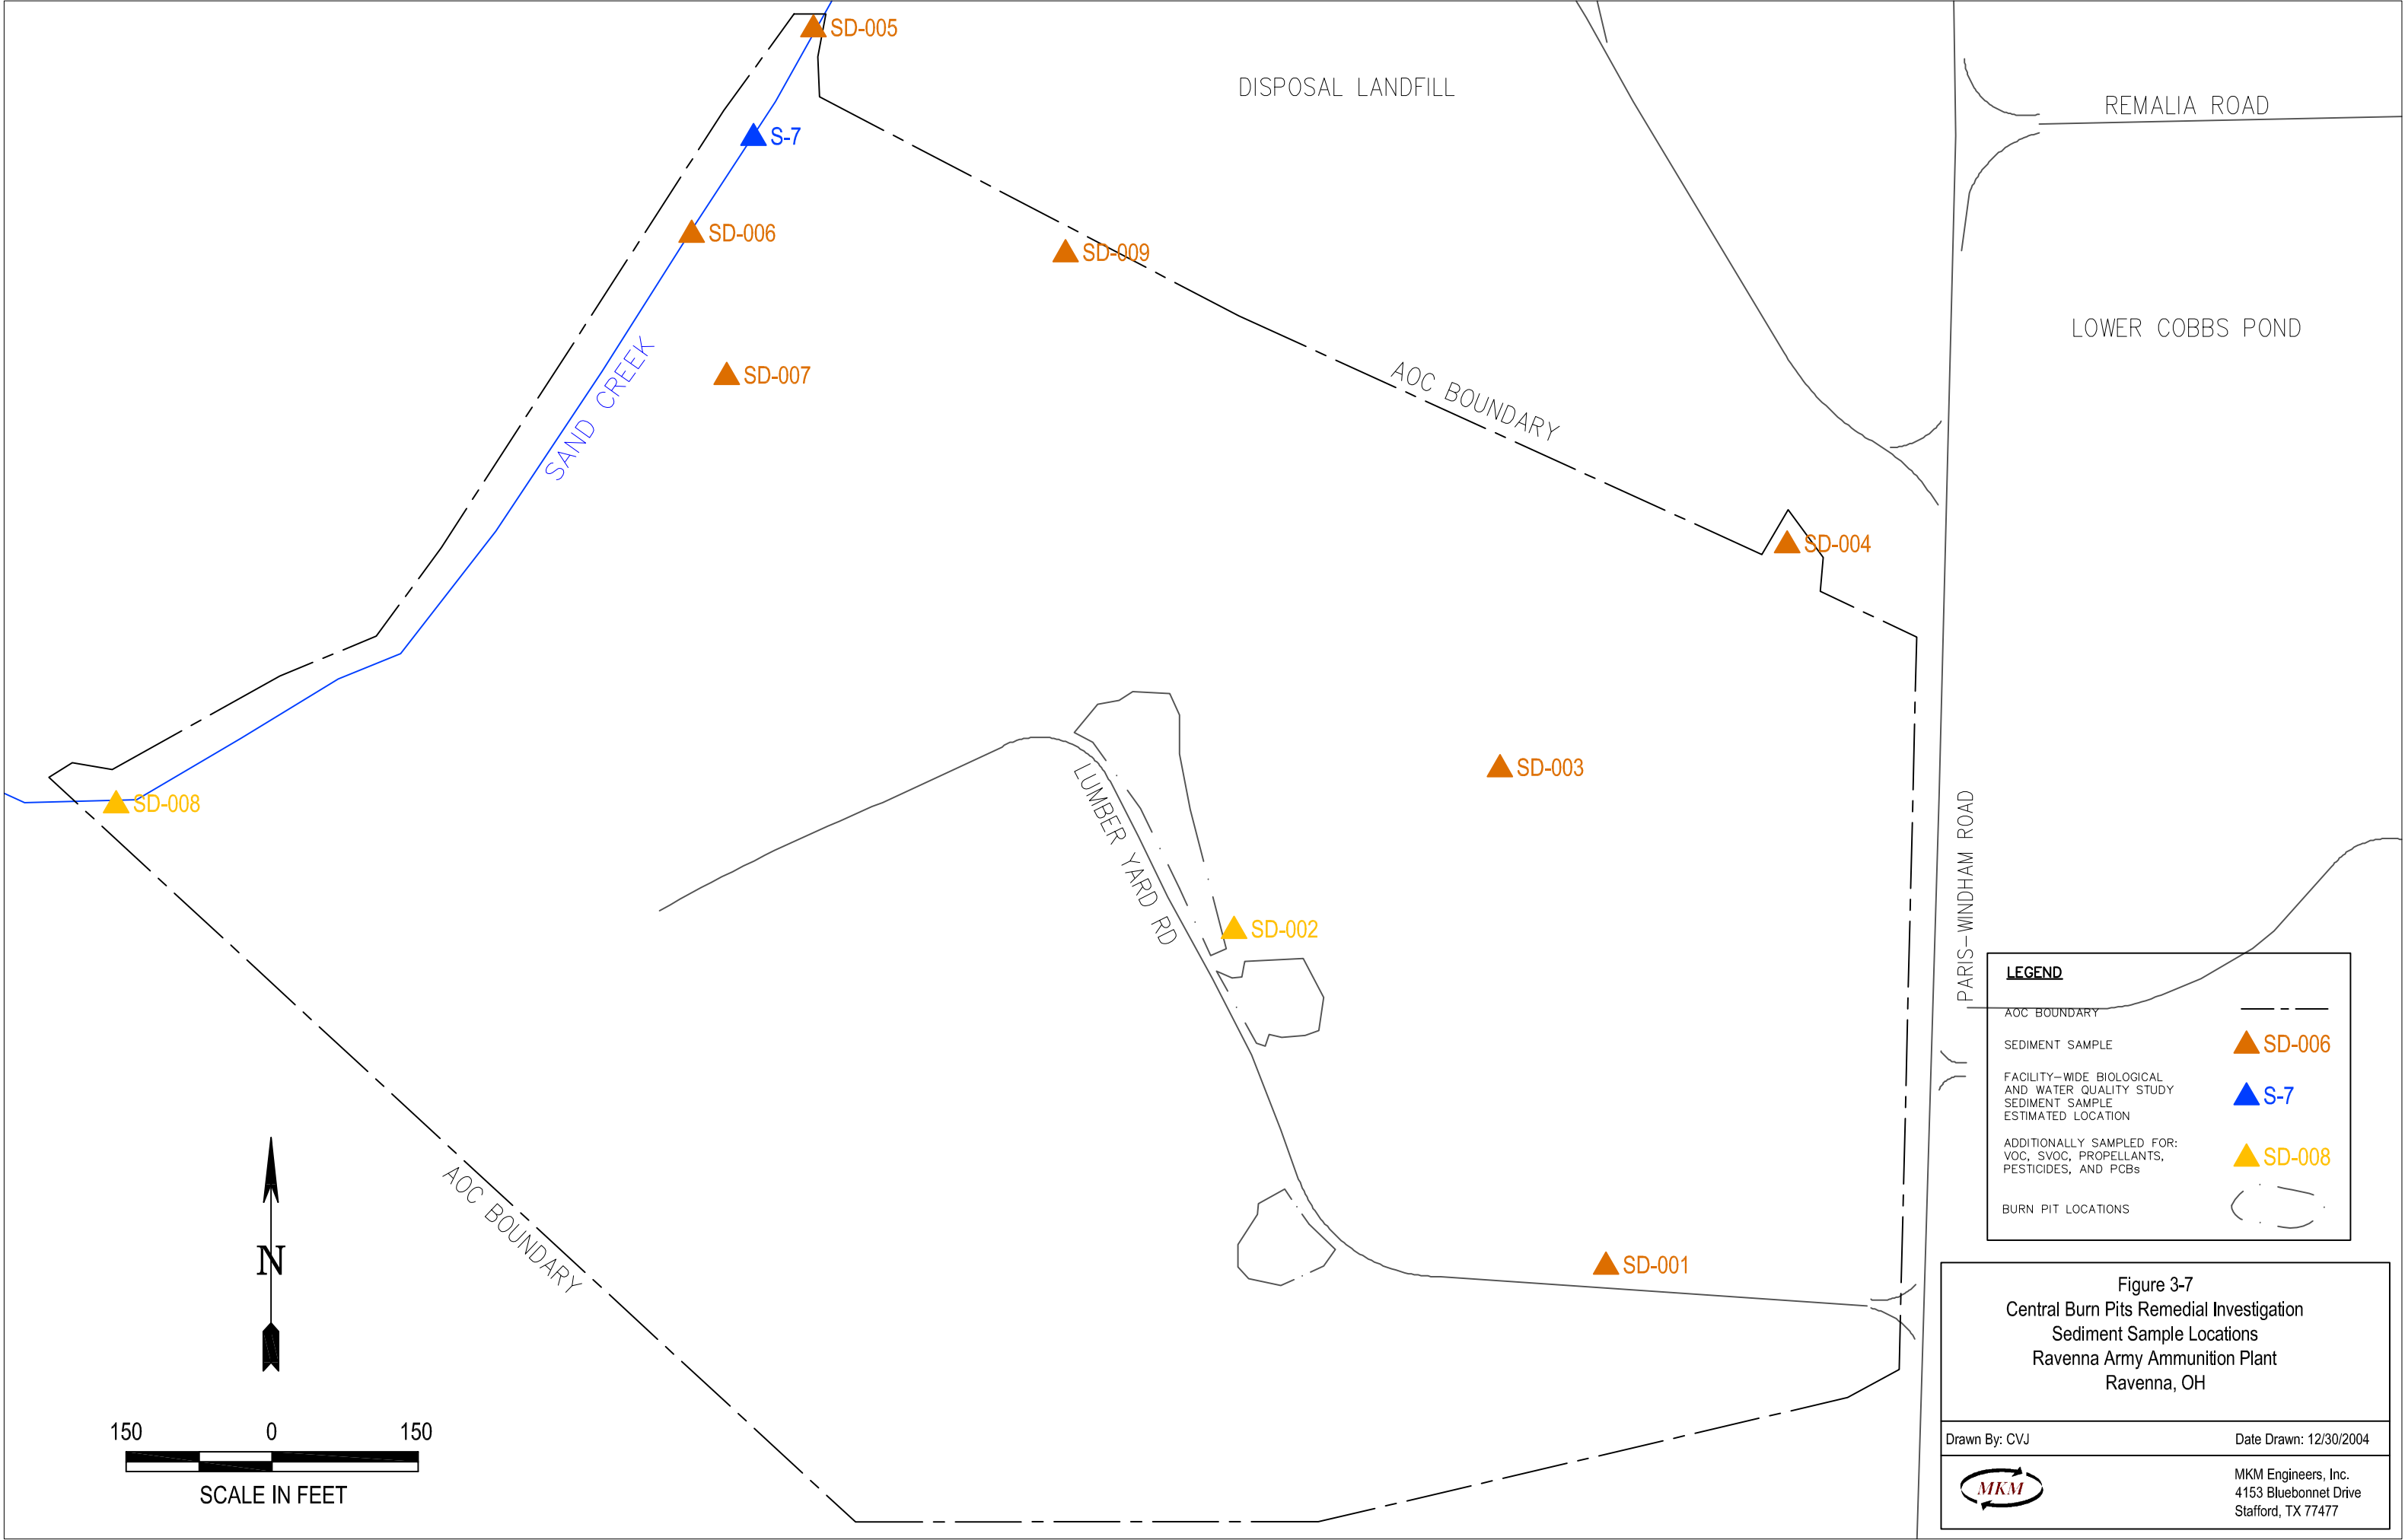 SD-005
DISPOSAL LANDFILL
REMALIA ROAD
S-7
SD-006
SD-009
LOWER COBBS POND
SD-007
SAND CREEK
AOC BOUNDARY
SD-004
SD-003
SD-008
LUMBER YARD RD
PARIS-WINDHAM ROAD
SD-002
AOC BOUNDARY
SD-001
LEGEND
AOC BOUNDARY
SEDIMENT SAMPLE
SD-006
FACILITY-WIDE BIOLOGICAL
AND WATER QUALITY STUDY
SEDIMENT SAMPLE
ESTIMATED LOCATION
S-7
ADDITIONALLY SAMPLED FOR:
VOC, SVOC, PROPELLANTS,
PESTICIDES, AND PCBs
SD-008
BURN PIT LOCATIONS
N
150 0 150
SCALE IN FEET
Figure 3-7
Central Burn Pits Remedial Investigation
Sediment Sample Locations
Ravenna Army Ammunition Plant
Ravenna, OH
Drawn By: CVJ
Date Drawn: 12/30/2004
MKM
MKM Engineers, Inc.
4153 Bluebonnet Drive
Stafford, TX 77477